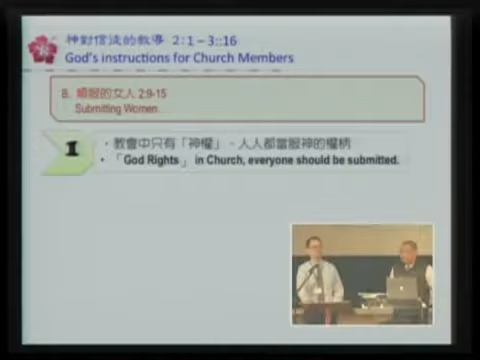 神對信徒的教導 2:1–3::16
God's instructions for Church Members
B. 順服的女人 2:9-15
Submitting Women.
1
• 教會中只有「神權」。人人都當服神的權柄
• 「God Rights」 in Church, everyone should be submitted.